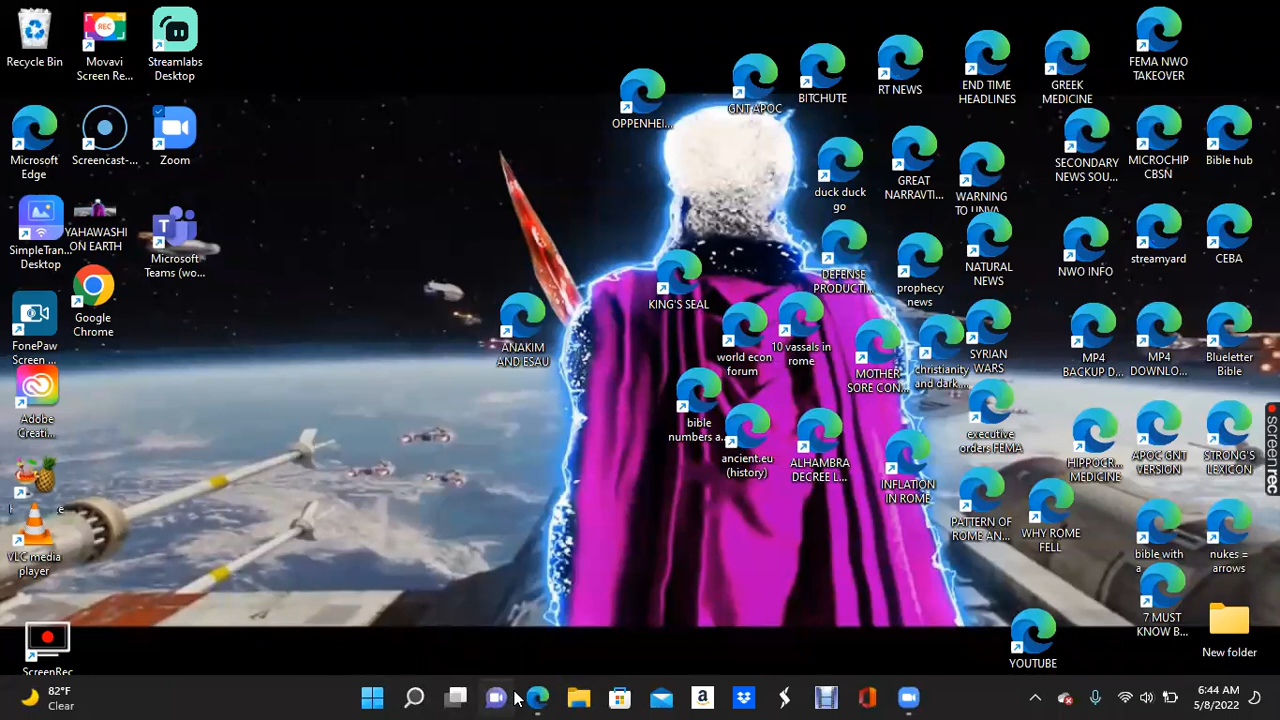 Recycle Bin
Movavi
Screen Re...
Streamlabs
Desktop
Microsoft
Edge
Screencast-...
Zoom
SimpleTran...
Desktop
YAHAWASHI
ON EARTH
Microsoft
Teams (wo...
FonePaw
Screen ...
Google
Chrome
Adobe
Creati...
VLC media
player
ScreenRec
OPPENHEI...
GNT APOC
BITCHUTE
RT NEWS
END TIME
HEADLINES
GREEK
MEDICINE
FEMA NWO
TAKEOVER
duck duck
go
GREAT
NARRAVTI...
WARNING
TO UNVA...
SECONDARY
NEWS SOU...
MICROCHIP
CBSN
Bible hub
KING'S SEAL
DEFENSE
PRODUCTI...
prophecy
news
NATURAL
NEWS
NWO INFO
streamyard
CEBA
ANAKIM
AND ESAU
world econ
forum
10 vassals in
rome
MOTHER
SORE CON...
christianity
and dark...
SYRIAN
WARS
MP4
BACKUP D...
MP4
DOWNLO...
Blueletter
Bible
bible
numbers a...
ancient.eu
(history)
ALHAMBRA
DECREE L...
INFLATION
IN ROME
executive
orders FEMA
HIPPOCR...
MEDICINE
APOC GNT
VERSION
STRONG'S
LEXICON
PATTERN OF
ROME AN...
WHY ROME
FELL
bible with
a...
nukes =
arrows
7 MUST
KNOW B...
YOUTUBE
New folder
screenrec
REC
82°F
Clear
6:44 AM
5/8/2022